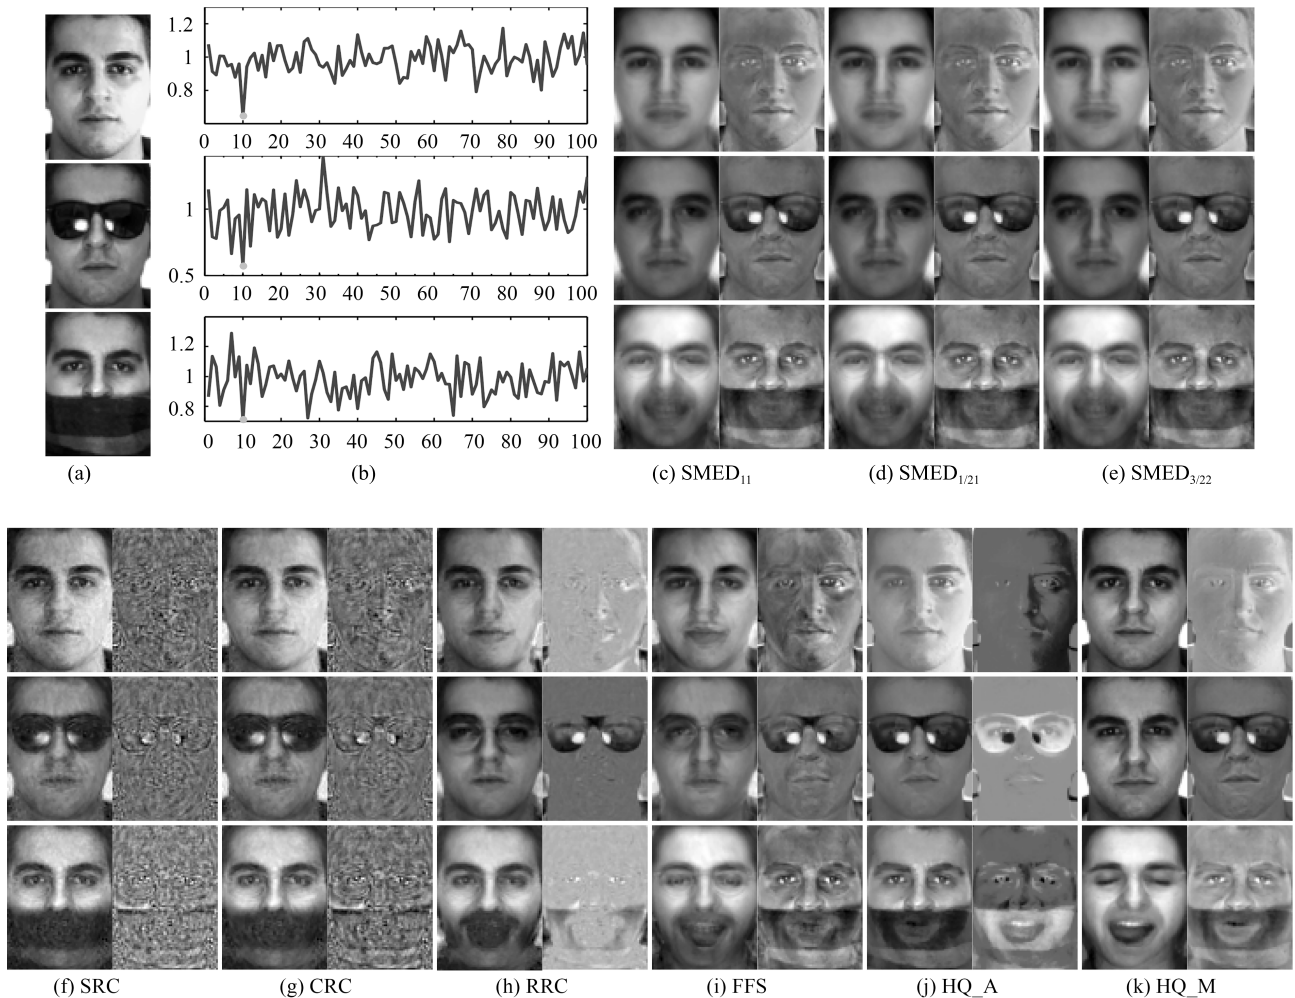 1.2
1
0.8
0 10 20 30 40 50 60 70 80 90 100
1
0.5
0 10 20 30 40 50 60 70 80 90 100
1.2
1
0.8
0 10 20 30 40 50 60 70 80 90 100
(a) (b) (c) SMED11 (d) SMED1/21 (e) SMED3/22
(f) SRC (g) CRC (h) RRC (i) FFS (j) HQ_A (k) HQ_M